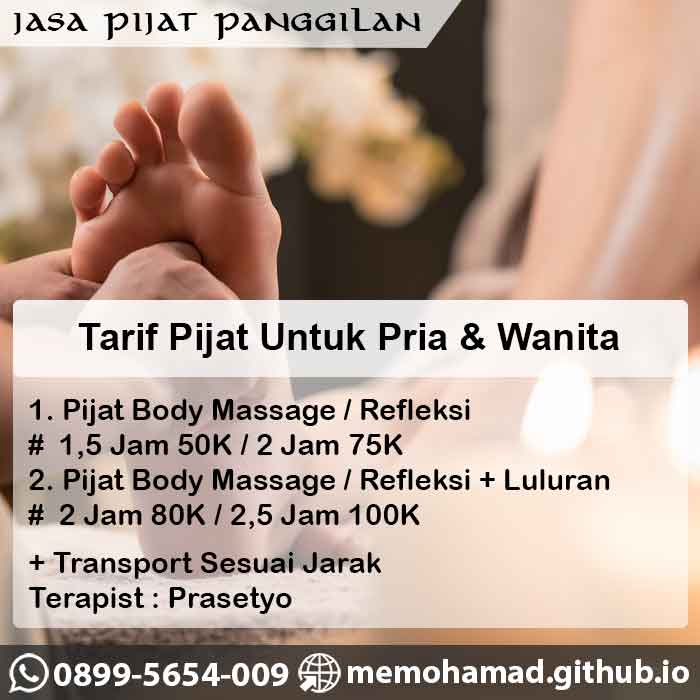 JASA PIJAT PANGGILAN
Tarif Pijat Untuk Pria & Wanita
1. Pijat Body Massage / Refleksi
# 1,5 Jam 50K / 2 Jam 75K
2. Pijat Body Massage / Refleksi + Luluran
# 2 Jam 80K / 2,5 Jam 100K
+ Transport Sesuai Jarak
Terapist : Prasetyo
0899-5654-009 memohamad.github.io